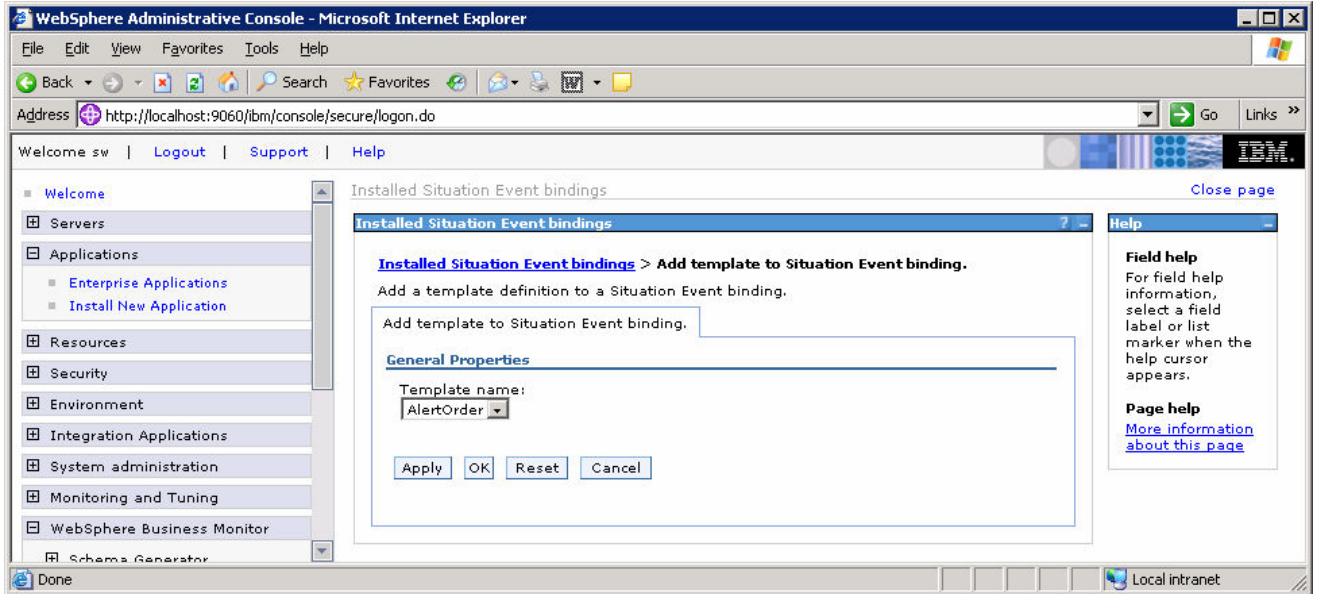 WebSphere Administrative Console - Microsoft Internet Explorer
File Edit View Favorites Tools Help
Back Search Favorites
Address http://localhost:9060/ibm/console/secure/logon.do Go Links »
Welcome sw | Logout | Support | Help IBM.
Welcome
Servers
Applications
Enterprise Applications
Install New Application
Resources
Security
Environment
Integration Applications
System administration
Monitoring and Tuning
WebSphere Business Monitor
Schema Generator
Installed Situation Event bindings Close page
Installed Situation Event bindings ? -
Installed Situation Event bindings > Add template to Situation Event binding.
Add a template definition to a Situation Event binding.
Add template to Situation Event binding.
General Properties
Template name:
AlertOrder
Apply OK Reset Cancel
Help -
Field help
For field help
information,
select a field
label or list
marker when the
help cursor
appears.
Page help
More information
about this page
Done Local intranet